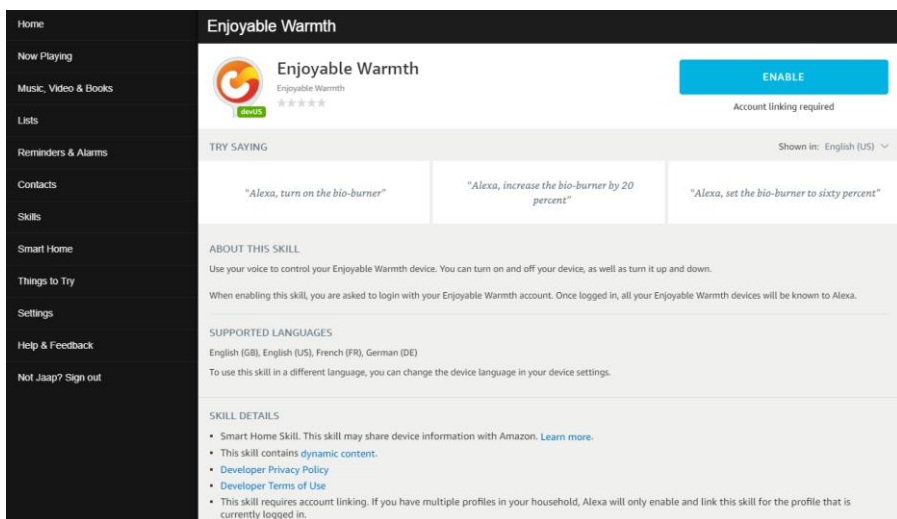 Home
Now Playing
Music, Video & Books
Lists
Reminders & Alarms
Contacts
Skills
Smart Home
Things to Try
Settings
Help & Feedback
Not Jaap? Sign out
Enjoyable Warmth
devUS
Enjoyable Warmth
Enjoyable Warmth
ENABLE
Account linking required
TRY SAYING
Shown in: English (US)
"Alexa, turn on the bio-burner"
"Alexa, increase the bio-burner by 20
percent"
"Alexa, set the bio-burner to sixty percent"
ABOUT THIS SKILL
Use your voice to control your Enjoyable Warmth device. You can turn on and off your device, as well as turn it up and down.
When enabling this skill, you are asked to login with your Enjoyable Warmth account. Once logged in, all your Enjoyable Warmth devices will be known to Alexa.
SUPPORTED LANGUAGES
English (GB), English (US), French (FR), German (DE)
To use this skill in a different language, you can change the device language in your device settings.
SKILL DETAILS
• Smart Home Skill. This skill may share device information with Amazon. Learn more.
• This skill contains dynamic content.
• Developer Privacy Policy
• Developer Terms of Use
• This skill requires account linking. If you have multiple profiles in your household, Alexa will only enable and link this skill for the profile that is
currently logged in.